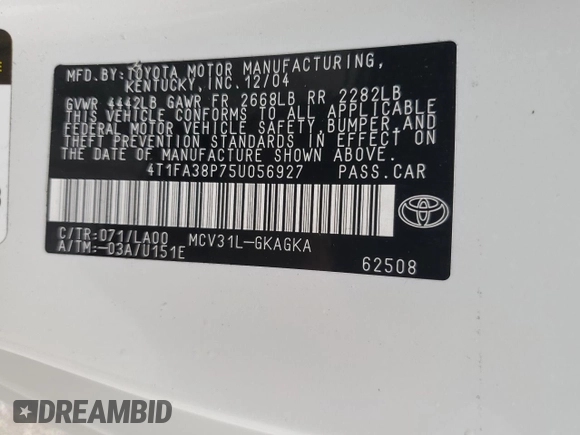 MFD.BY:TOYOTA MOTOR MANUFACTURING,
KENTUCKY,INC.12/04
GVWR 4442LB GAWR FR 2668LB RR 2282LB
THIS VEHICLE CONFORMS TO ALL APPLICABLE
FEDERAL MOTOR VEHICLE SAFETY,BUMPER,AND
THEFT PREVENTION STANDARDS IN EFFECT ON
THE DATE OF MANUFACTURE SHOWN ABOVE.
4T1FA38P75U056927 PASS.CAR
C/TR:071/LA00 MCV31L-GKAGKA
A/TM:-03A/U151E
62508
DREAMBID